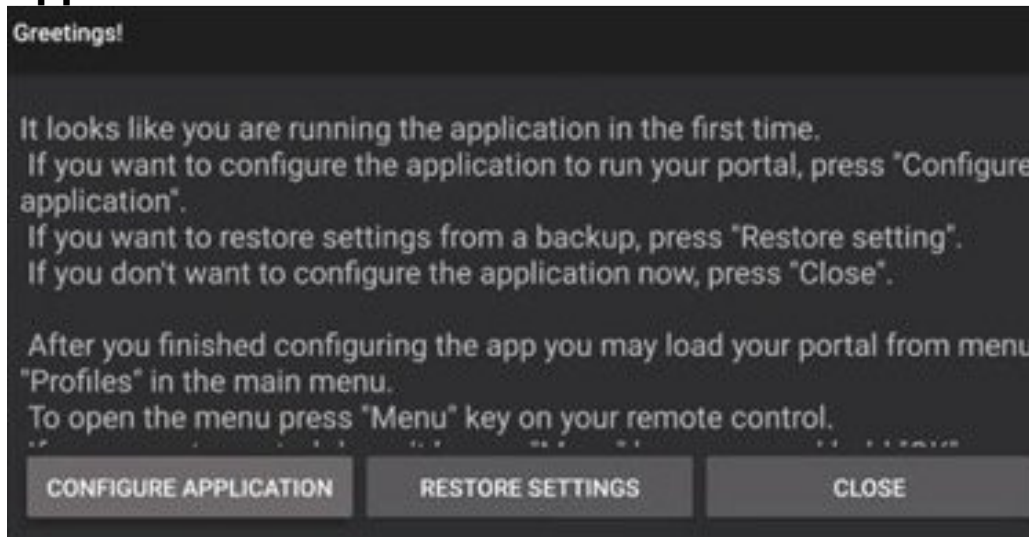 Greetings!
It looks like you are running the application in the first time.
If you want to configure the application to run your portal, press "Configure
application".
If you want to restore settings from a backup, press "Restore setting".
If you don't want to configure the application now, press "Close".
After you finished configuring the app you may load your portal from menu
"Profiles" in the main menu.
To open the menu press "Menu" key on your remote control.
CONFIGURE APPLICATION RESTORE SETTINGS CLOSE